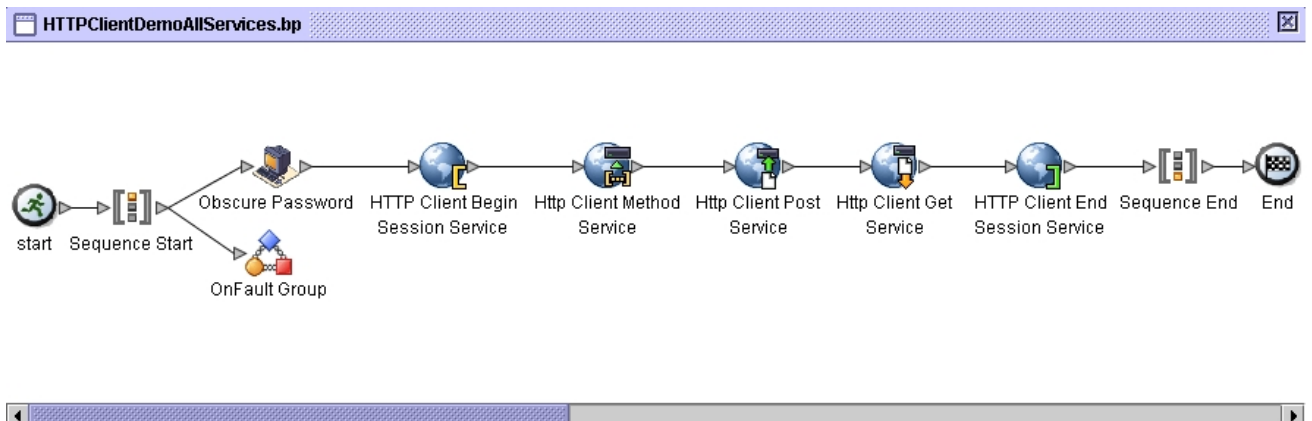 HTTPClientDemoAllServices.bp
start
Sequence Start
Obscure Password
OnFault Group
HTTP Client Begin
Session Service
Http Client Method
Service
Http Client Post
Service
Http Client Get
Service
HTTP Client End
Session Service
Sequence End
End